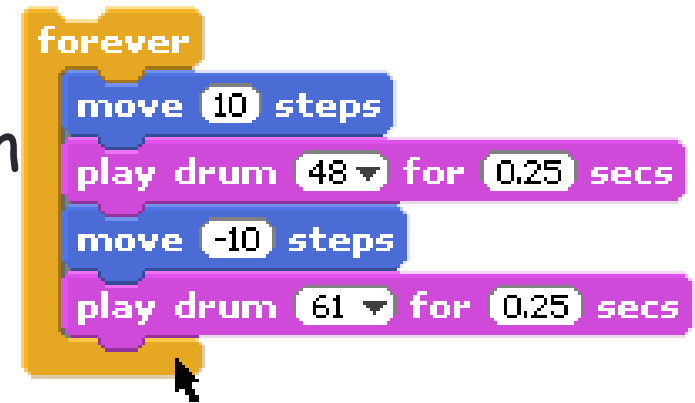 forever
move 10 steps
play drum 48 for 0.25 secs
move -10 steps
play drum 61 for 0.25 secs